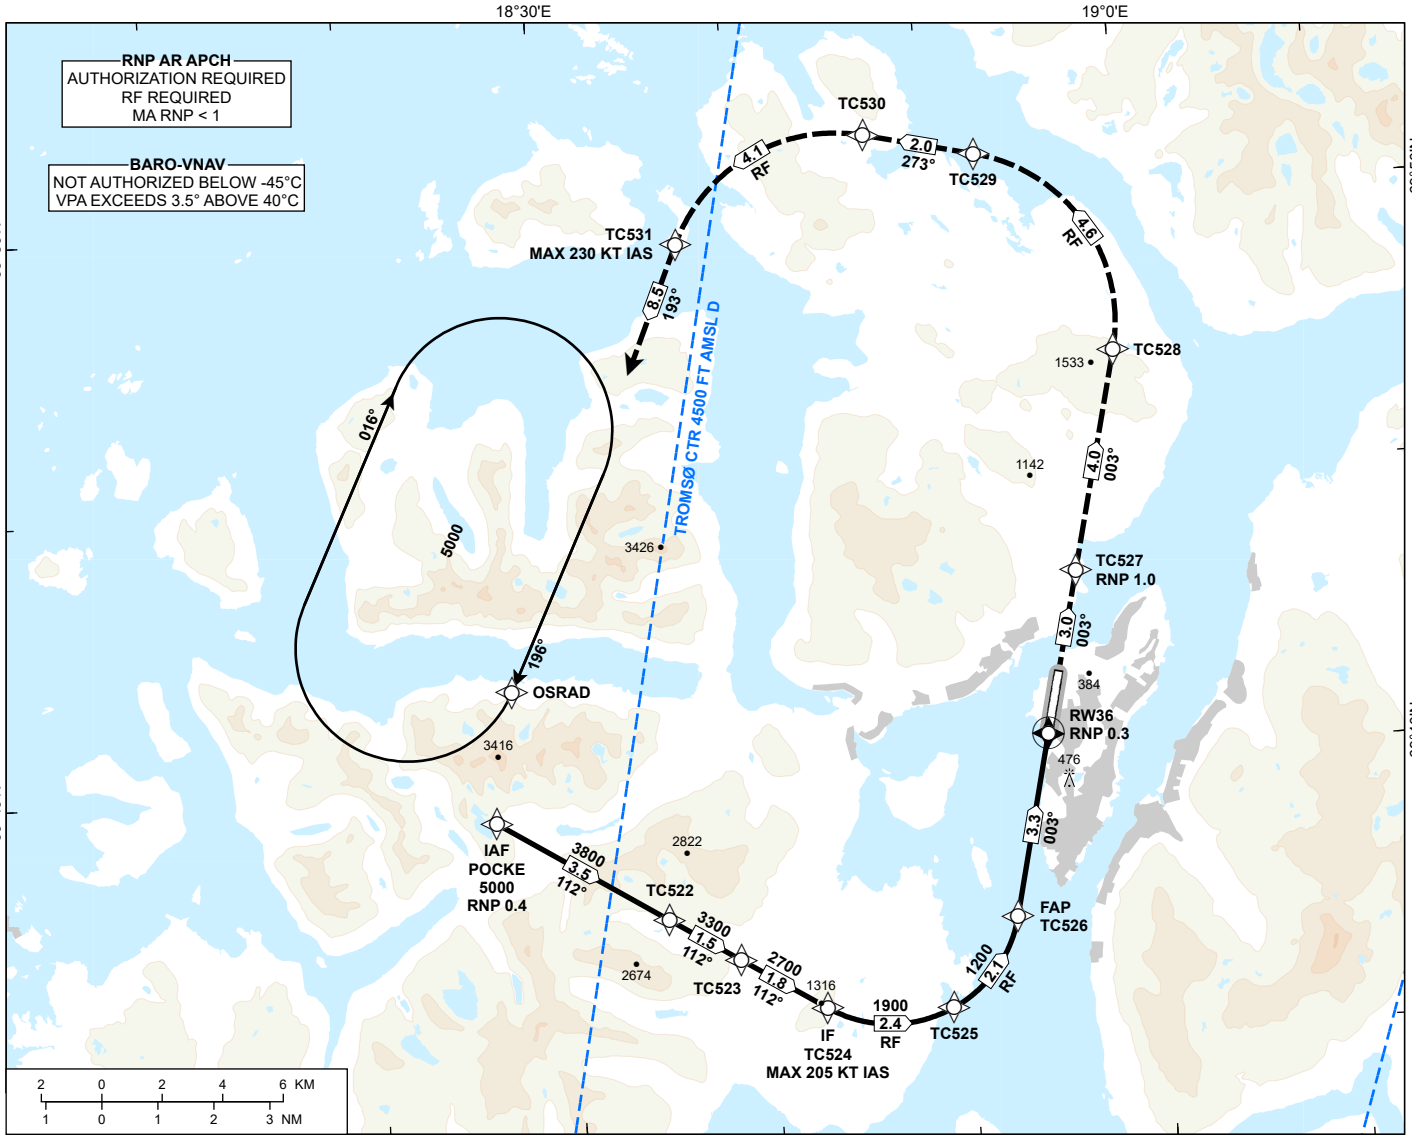 18°30'E
19°0'E
RNP AR APCH
AUTHORIZATION REQUIRED
RF REQUIRED
MA RNP < 1
BARO-VNAV
NOT AUTHORIZED BELOW -45°C
VPA EXCEEDS 3.5° ABOVE 40°C
TC530
2.0
273°
TC529
4.1
RF
4.6
RF
TC531
MAX 230 KT IAS
8.5
193°
TROMSØ CTR 4500 FT AMSL D
TC528
1533
016°
1142
4.0
003°
5000
3426
TC527
RNP 1.0
3.0
003°
196°
OSRAD
384
RW36
RNP 0.3
3416
476
3.3
003°
IAF
POCKE
5000
RNP 0.4
3800
3.5
112°
2822
TC522
3300
1.5
112°
FAP
TC526
2674
TC523
2700
1.8
112°
1316
1200
2.1
RF
1900
2.4
RF
TC525
IF
TC524
MAX 205 KT IAS
2 0 2 4 6 KM
1 0 1 2 3 NM